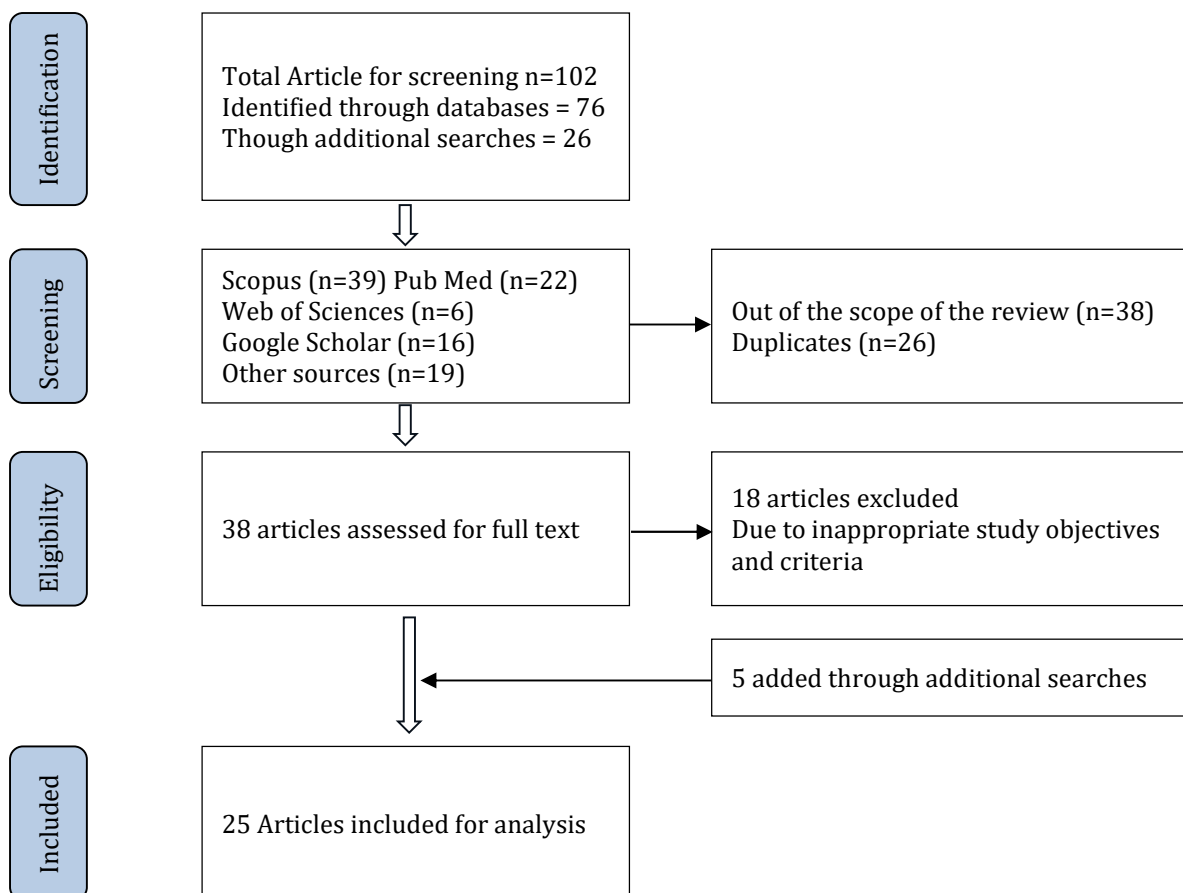 Identification
Total Article for screening n=102
Identified through databases = 76
Though additional searches = 26
Screening
Scopus (n=39) Pub Med (n=22)
Web of Sciences (n=6)
Google Scholar (n=16)
Other sources (n=19)
Out of the scope of the review (n=38)
Duplicates (n=26)
Eligibility
38 articles assessed for full text
18 articles excluded
Due to inappropriate study objectives
and criteria
5 added through additional searches
Included
25 Articles included for analysis